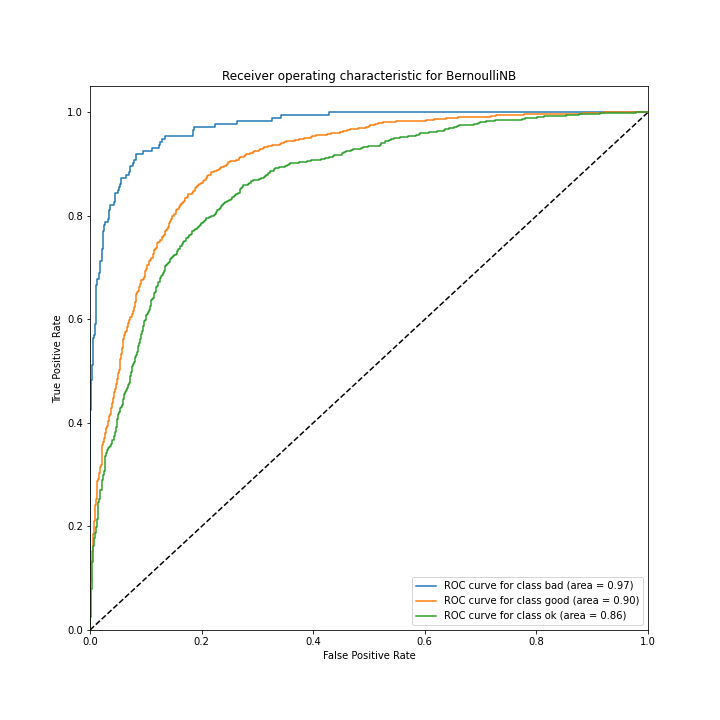 Receiver operating characteristic for BernoulliNB
1.0
0.8
0.6
0.4
0.2
0.0
True Positive Rate
ROC curve for class bad (area = 0.97)
ROC curve for class good (area = 0.90)
ROC curve for class ok (area = 0.86)
0.0 0.2 0.4 0.6 0.8 1.0
False Positive Rate